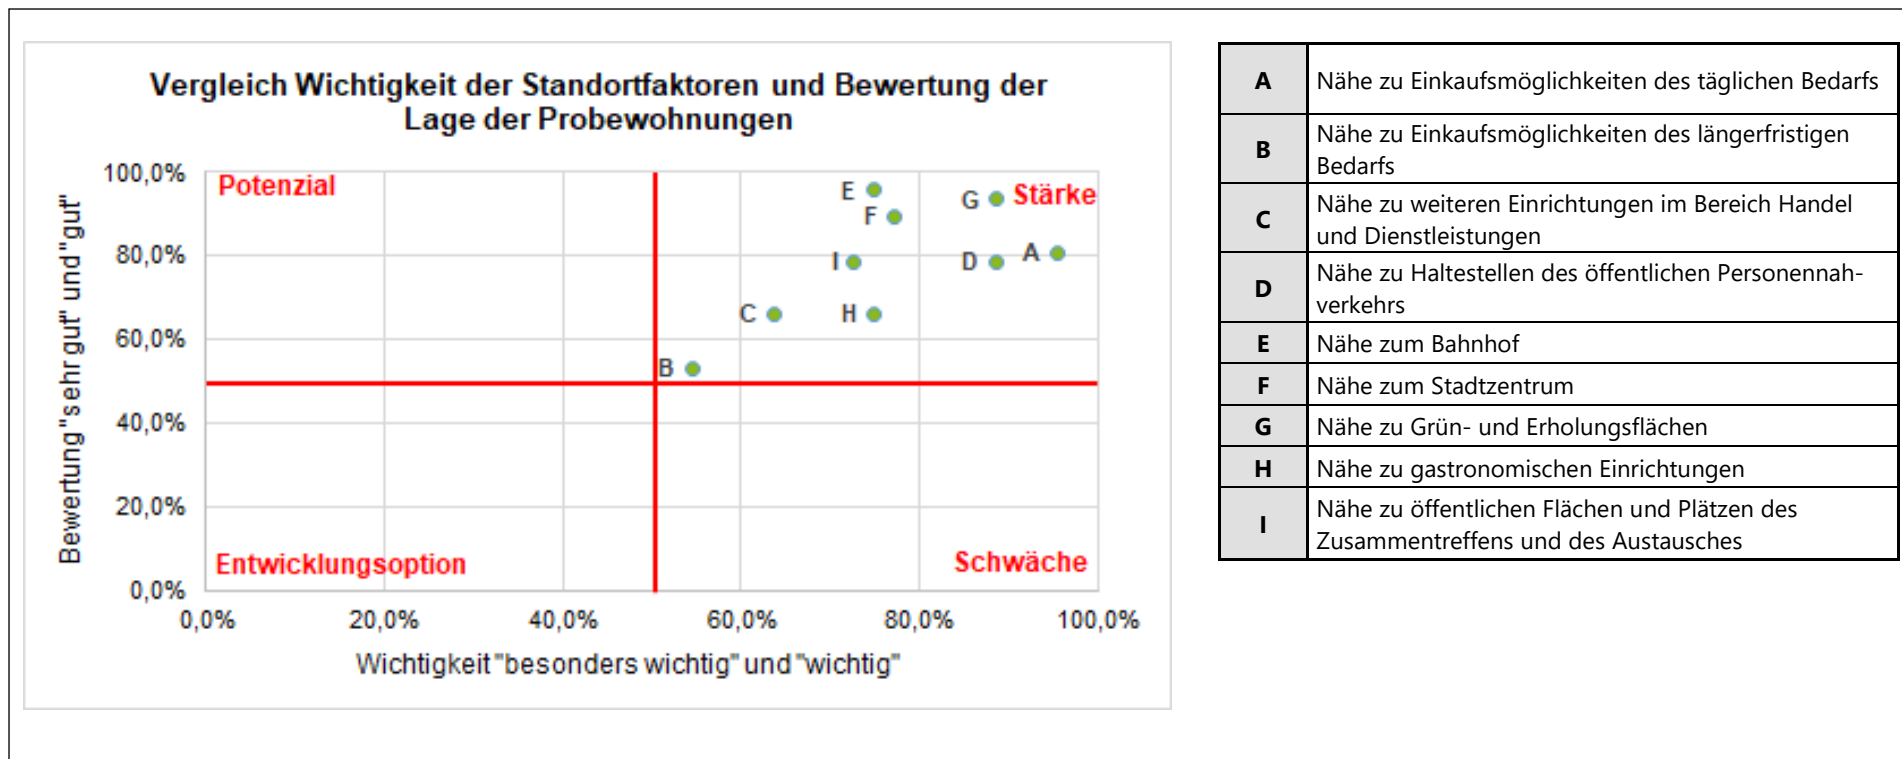 Vergleich Wichtigkeit der Standortfaktoren und Bewertung der
Lage der Probewohnungen
Bewertung "sehr gut" und "gut"
100,0%
80,0%
60,0%
40,0%
20,0%
0,0%
Potenzial
Stärke
E
G
F
I
D
A
C
H
B
Entwicklungsoption
Schwäche
0,0%
20,0%
40,0%
60,0%
80,0%
100,0%
Wichtigkeit "besonders wichtig" und "wichtig"
A Nähe zu Einkaufsmöglichkeiten des täglichen Bedarfs
B Nähe zu Einkaufsmöglichkeiten des längerfristigen
Bedarfs
C Nähe zu weiteren Einrichtungen im Bereich Handel
und Dienstleistungen
D Nähe zu Haltestellen des öffentlichen Personennah-
verkehrs
E Nähe zum Bahnhof
F Nähe zum Stadtzentrum
G Nähe zu Grün- und Erholungsflächen
H Nähe zu gastronomischen Einrichtungen
I Nähe zu öffentlichen Flächen und Plätzen des
Zusammentreffens und des Austausches